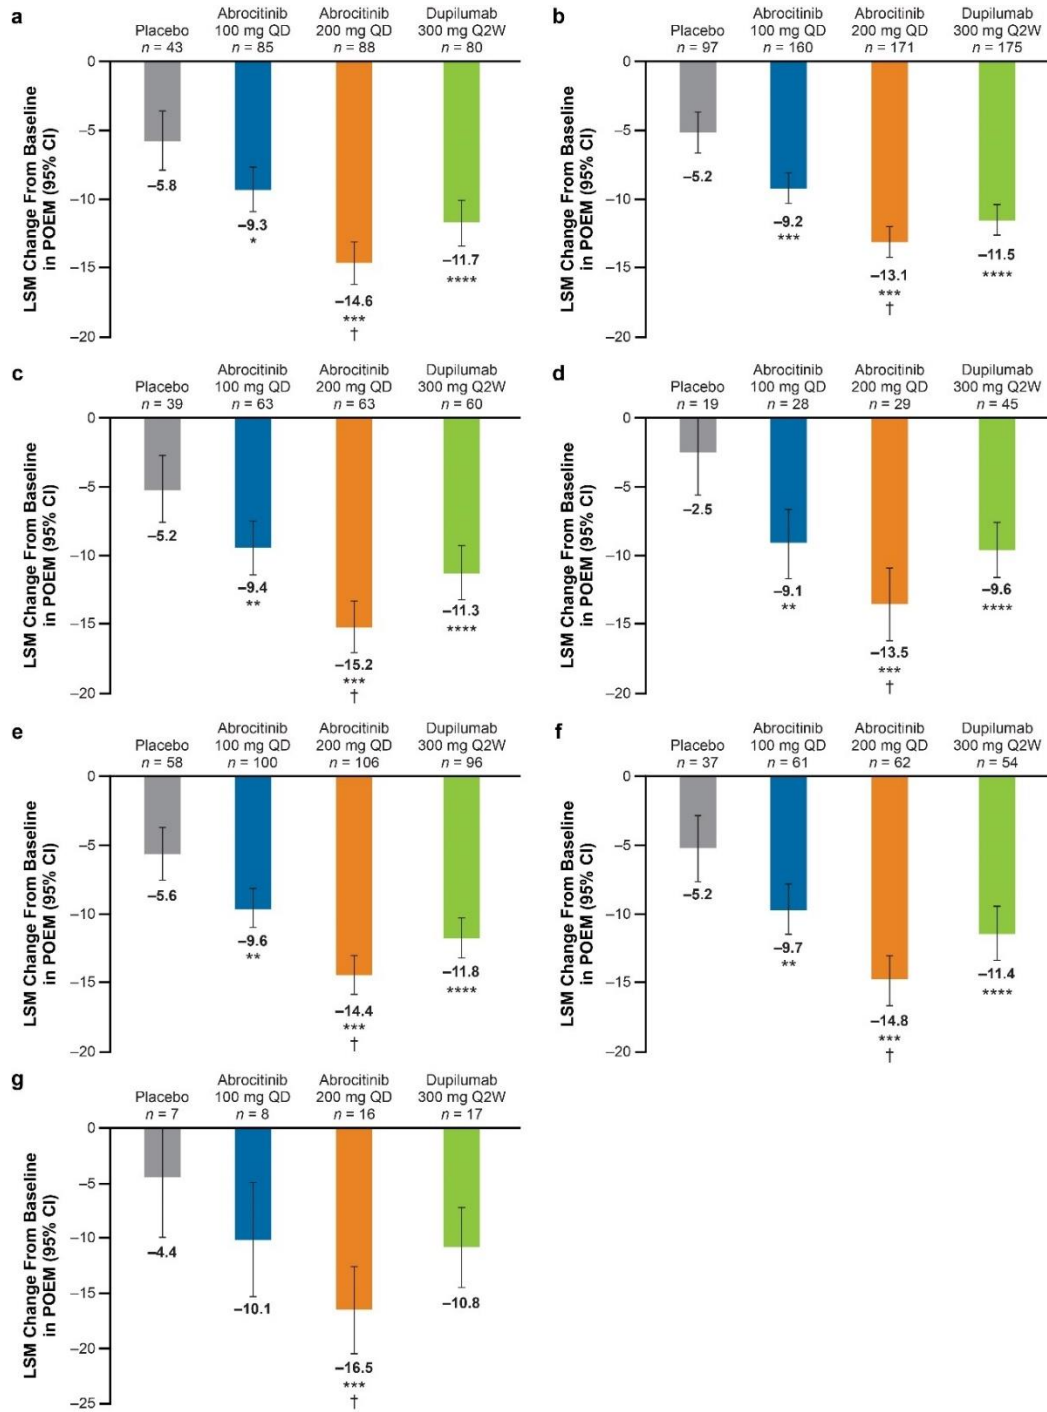 a
Placebo
n = 43
Abrocitinib
100 mg QD
n = 85
Abrocitinib
200 mg QD
n = 88
Dupilumab
300 mg Q2W
n = 80
LSM Change From Baseline
in POEM (95% CI)
0
–5
–10
–15
–20
–5.8
–9.3
*
–14.6
***
†
–11.7
****
b
Placebo
n = 97
Abrocitinib
100 mg QD
n = 160
Abrocitinib
200 mg QD
n = 171
Dupilumab
300 mg Q2W
n = 175
LSM Change From Baseline
in POEM (95% CI)
0
–5
–10
–15
–20
–5.2
–9.2
***
–13.1
***
†
–11.5
****
c
Placebo
n = 39
Abrocitinib
100 mg QD
n = 63
Abrocitinib
200 mg QD
n = 63
Dupilumab
300 mg Q2W
n = 60
LSM Change From Baseline
in POEM (95% CI)
0
–5
–10
–15
–20
–5.2
–9.4
**
–15.2
***
†
–11.3
****
d
Placebo
n = 19
Abrocitinib
100 mg QD
n = 28
Abrocitinib
200 mg QD
n = 29
Dupilumab
300 mg Q2W
n = 45
LSM Change From Baseline
in POEM (95% CI)
0
–5
–10
–15
–20
–2.5
–9.1
**
–13.5
***
†
–9.6
****
e
Placebo
n = 58
Abrocitinib
100 mg QD
n = 100
Abrocitinib
200 mg QD
n = 106
Dupilumab
300 mg Q2W
n = 96
LSM Change From Baseline
in POEM (95% CI)
0
–5
–10
–15
–20
–5.6
–9.6
**
–14.4
***
†
–11.8
****
f
Placebo
n = 37
Abrocitinib
100 mg QD
n = 61
Abrocitinib
200 mg QD
n = 62
Dupilumab
300 mg Q2W
n = 54
LSM Change From Baseline
in POEM (95% CI)
0
–5
–10
–15
–20
–5.2
–9.7
**
–14.8
***
†
–11.4
****
g
Placebo
n = 7
Abrocitinib
100 mg QD
n = 8
Abrocitinib
200 mg QD
n = 16
Dupilumab
300 mg Q2W
n = 17
LSM Change From Baseline
in POEM (95% CI)
0
–5
–10
–15
–20
–25
–4.4
–10.1
–16.5
***
†
–10.8